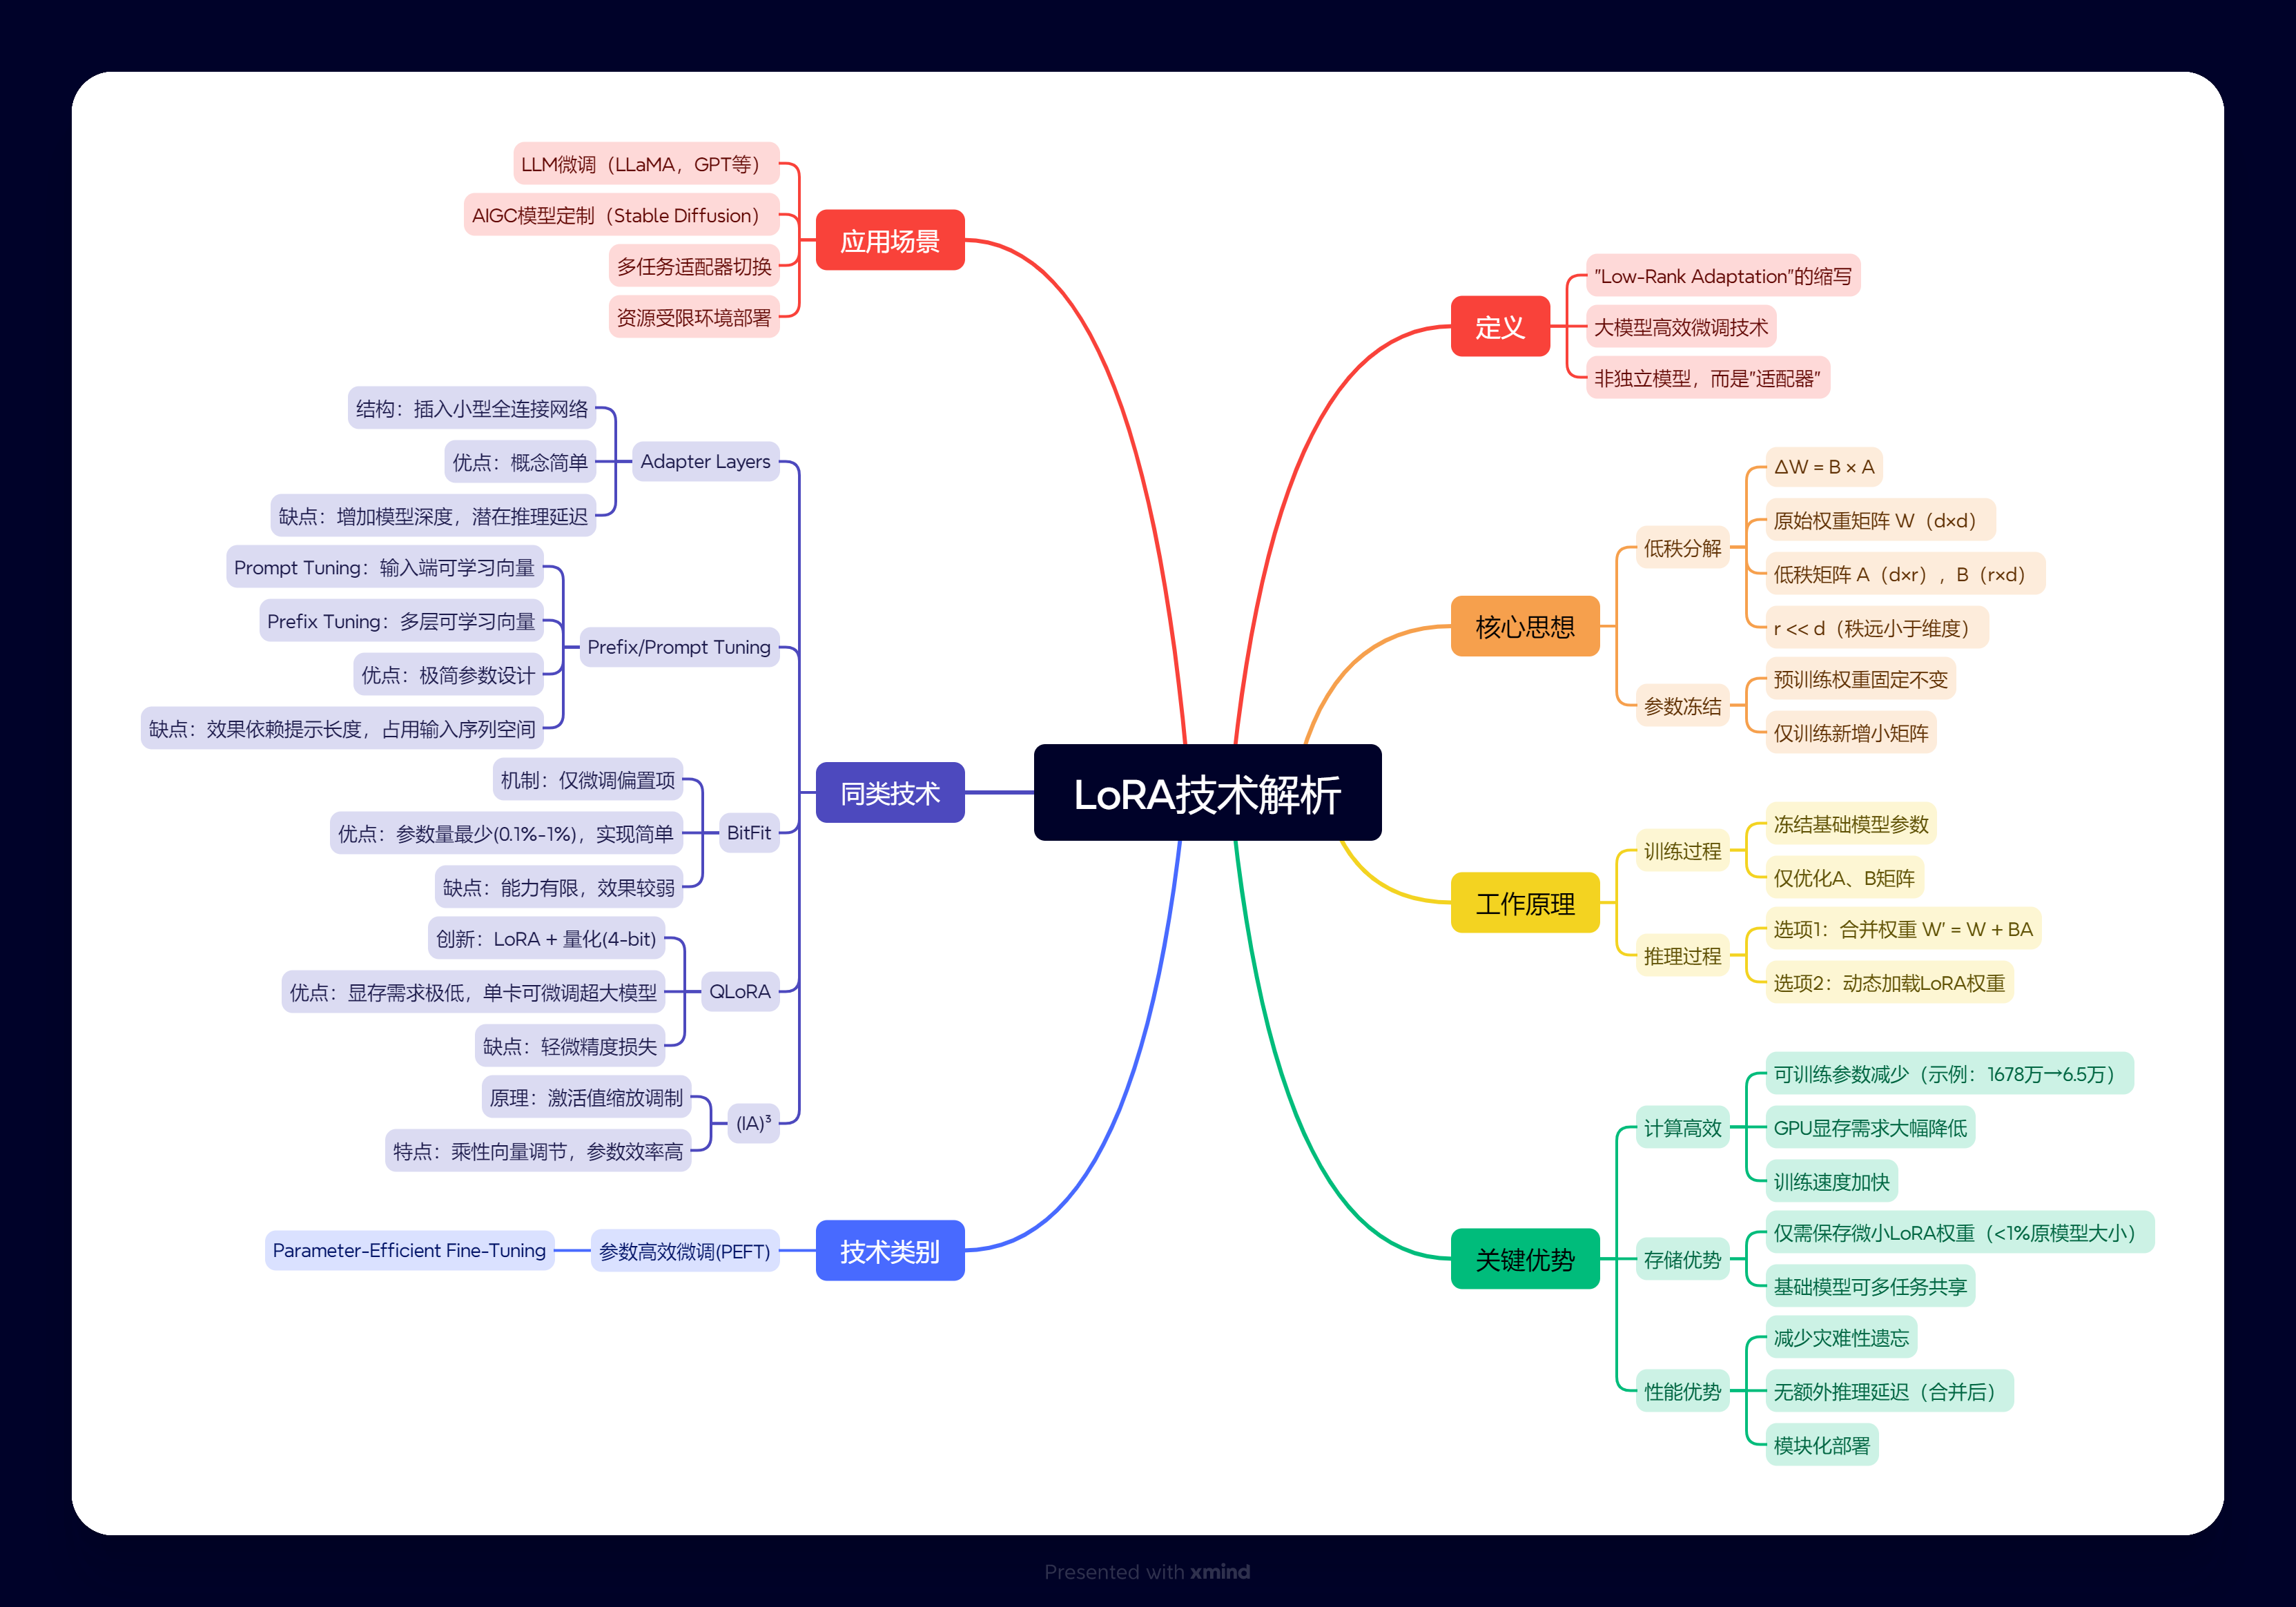 LoRA技术解析
定义
"Low-Rank Adaptation"的缩写
大模型高效微调技术
非独立模型，而是"适配器"
核心思想
低秩分解
ΔW = B × A
原始权重矩阵 W（d×d）
低秩矩阵 A（d×r），B（r×d）
r << d（秩远小于维度）
参数冻结
预训练权重固定不变
仅训练新增小矩阵
工作原理
训练过程
冻结基础模型参数
仅优化A、B矩阵
推理过程
选项1：合并权重 W' = W + BA
选项2：动态加载LoRA权重
关键优势
计算高效
可训练参数减少（示例：1678万→6.5万）
GPU显存需求大幅降低
训练速度加快
存储优势
仅需保存微小LoRA权重（<1%原模型大小）
基础模型可多任务共享
性能优势
减少灾难性遗忘
无额外推理延迟（合并后）
模块化部署
应用场景
LLM微调（LLaMA，GPT等）
AIGC模型定制（Stable Diffusion）
多任务适配器切换
资源受限环境部署
同类技术
Adapter Layers
结构：插入小型全连接网络
优点：概念简单
缺点：增加模型深度，潜在推理延迟
Prefix/Prompt Tuning
Prompt Tuning：输入端可学习向量
Prefix Tuning：多层可学习向量
优点：极简参数设计
缺点：效果依赖提示长度，占用输入序列空间
BitFit
机制：仅微调偏置项
优点：参数量最少(0.1%-1%)，实现简单
缺点：能力有限，效果较弱
QLoRA
创新：LoRA + 量化(4-bit)
优点：显存需求极低，单卡可微调超大模型
缺点：轻微精度损失
(IA)³
原理：激活值缩放调制
特点：乘性向量调节，参数效率高
技术类别
参数高效微调(PEFT)
Parameter-Efficient Fine-Tuning
Presented with xmind